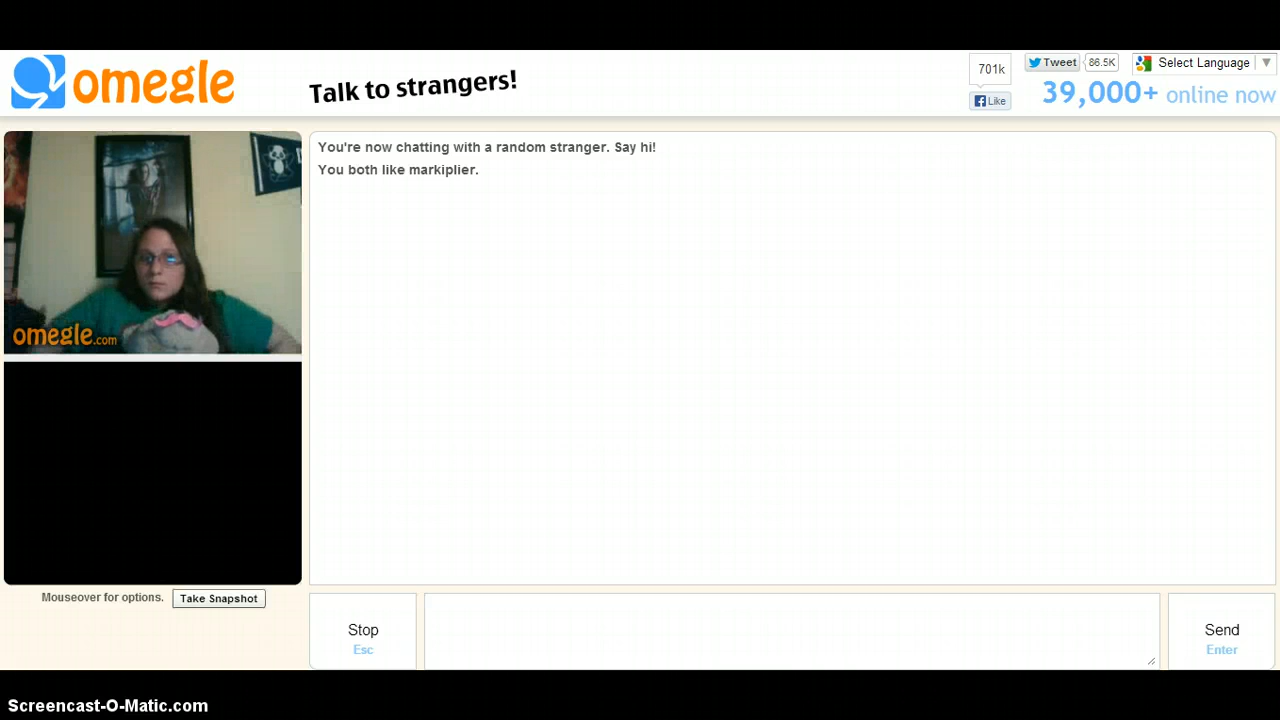 omegle
Talk to strangers!
701k
Like
Tweet
86.5K
Select Language
39,000+ online now
omegle.com
You're now chatting with a random stranger. Say hi!
You both like markiplier.
Mouseover for options.
Take Snapshot
Stop
Esc
Send
Enter
Screencast-O-Matic.com